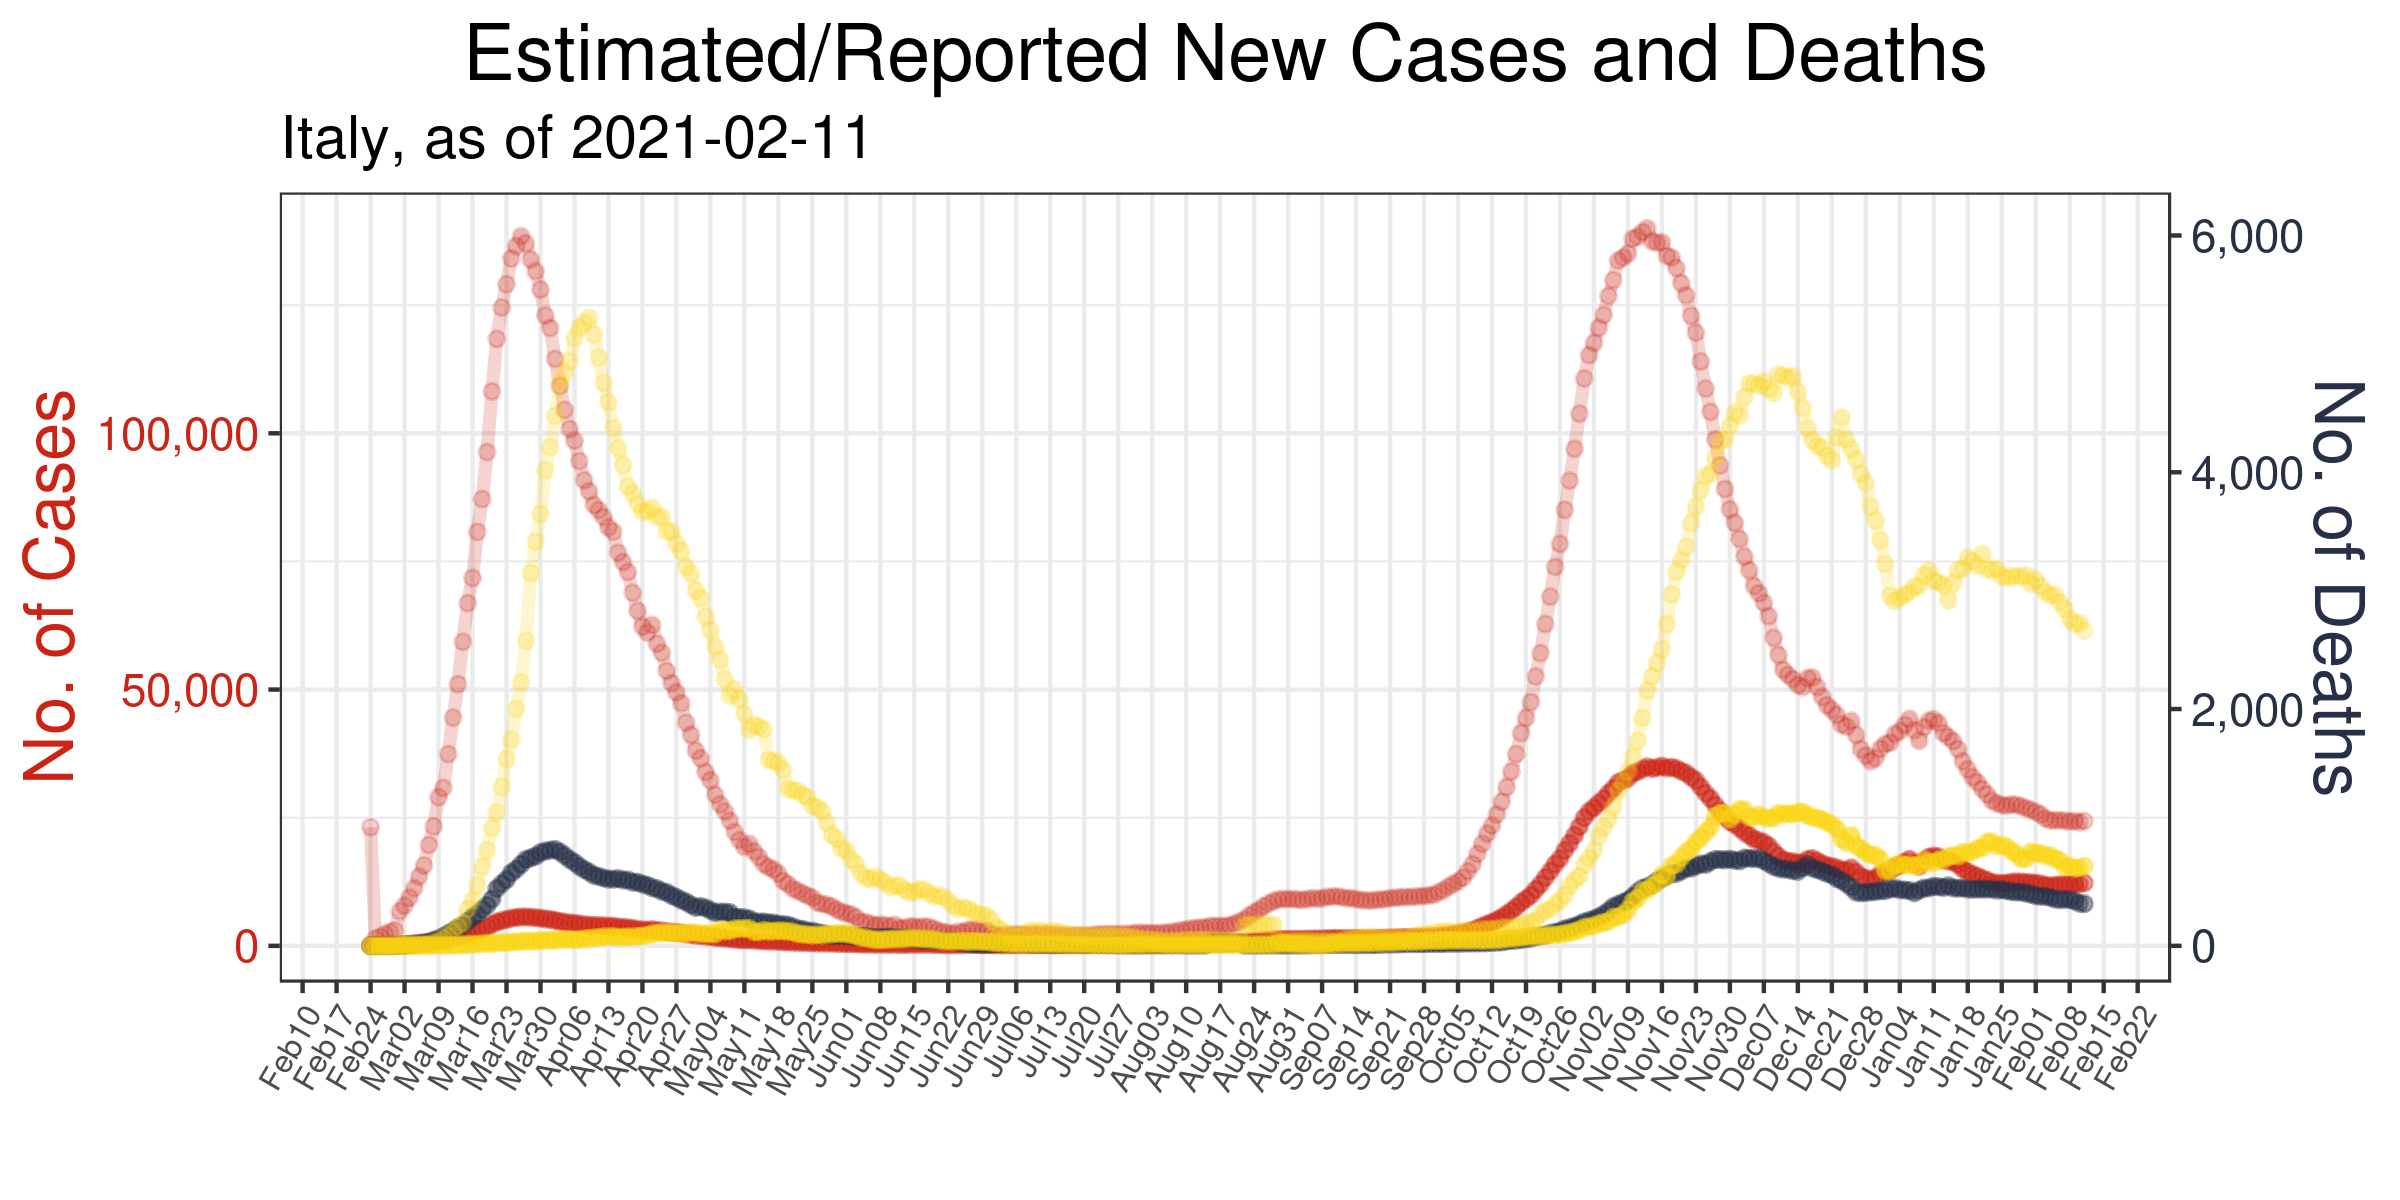 Estimated/Reported New Cases and Deaths
Italy, as of 2021-02-11
No. of Cases
100,000
50,000
0
6,000
4,000
2,000
0
No. of Deaths
Feb10
Feb17
Feb24
Mar02
Mar09
Mar16
Mar23
Mar30
Apr06
Apr13
Apr20
Apr27
May04
May11
May18
May25
Jun01
Jun08
Jun15
Jun22
Jun29
Jul06
Jul13
Jul20
Jul27
Aug03
Aug10
Aug17
Aug24
Aug31
Sep07
Sep14
Sep21
Sep28
Oct05
Oct12
Oct19
Oct26
Nov02
Nov09
Nov16
Nov23
Nov30
Dec07
Dec14
Dec21
Dec28
Jan04
Jan11
Jan18
Jan25
Feb01
Feb08
Feb15
Feb22